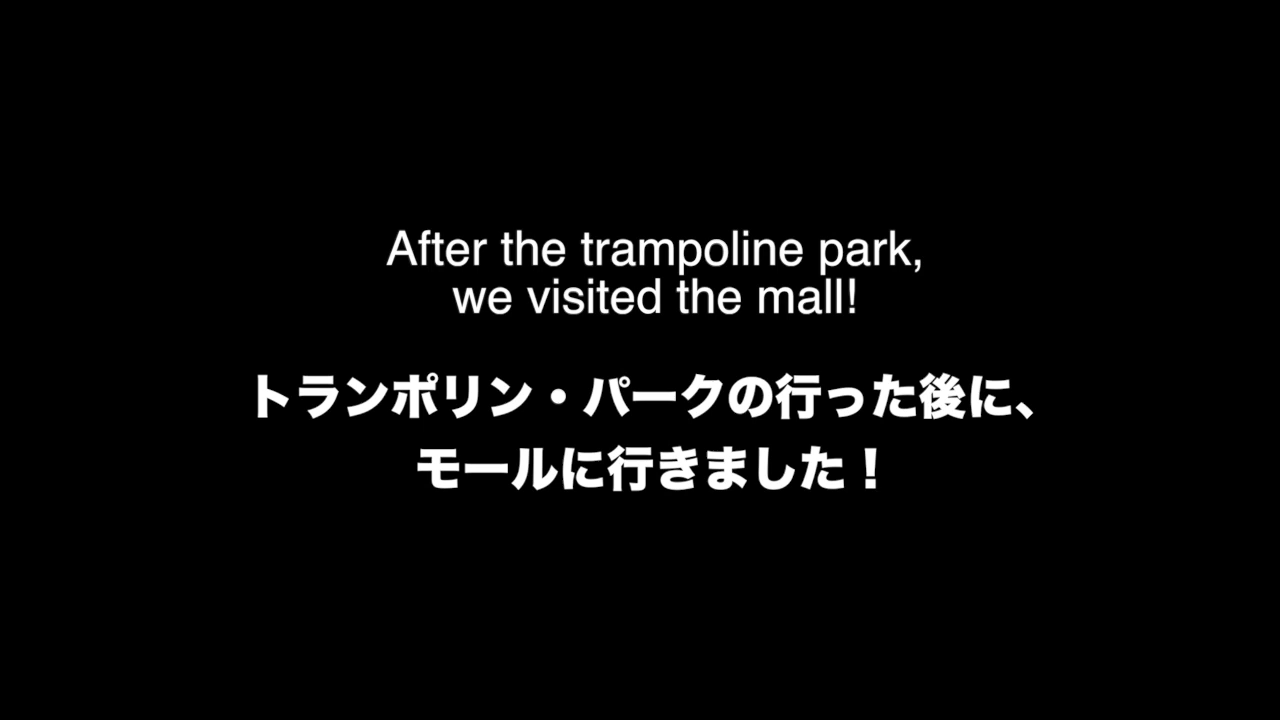 After the trampoline park,
we visited the mall!
トランポリン・パークの行った後に、
モールに行きました！